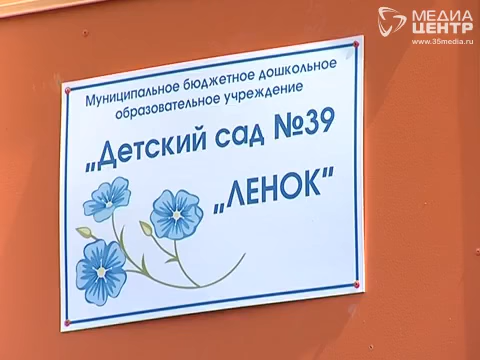 МЕДИА
ЦЕНТР
www.35media.ru
Муниципальное бюджетное дошкольное
образовательное учреждение
„Детский сад №39
„ЛЕНОК"